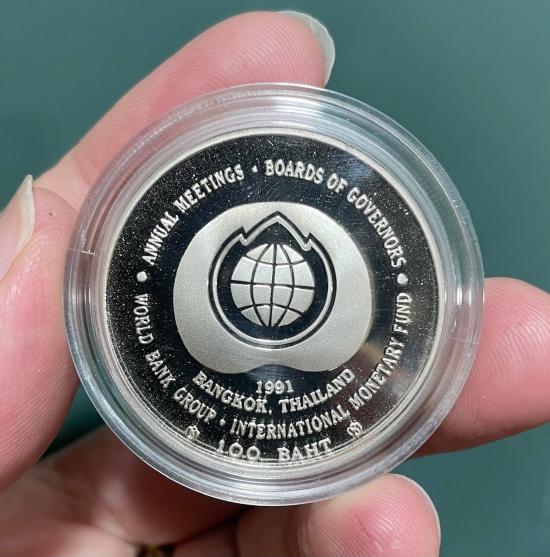 ANNUAL MEETINGS • BOARDS OF GOVERNORS
• WORLD BANK GROUP • INTERNATIONAL MONETARY FUND •
1991
BANGKOK, THAILAND
100 BAHT